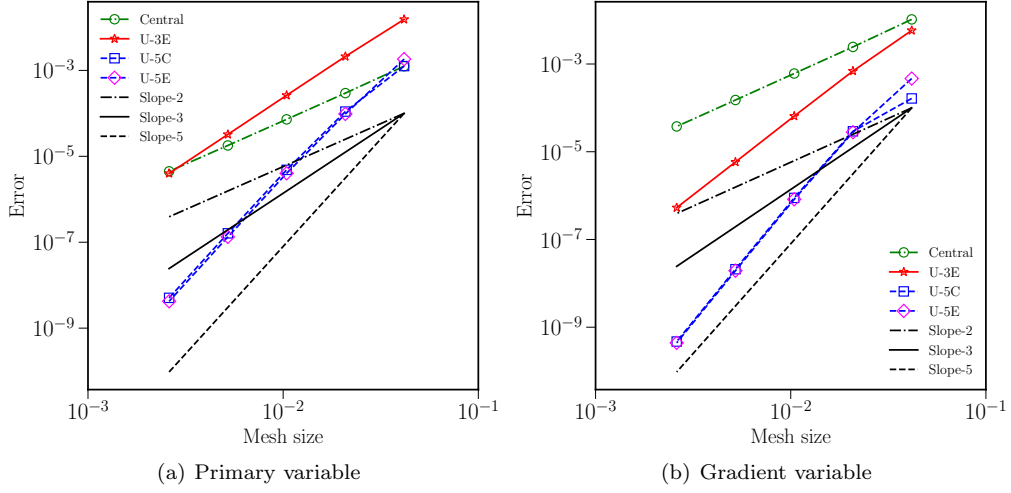 Central
U-3E
U-5C
U-5E
Slope-2
Slope-3
Slope-5
10⁻³
10⁻⁵
10⁻⁷
10⁻⁹
Error
10⁻³ 10⁻² 10⁻¹
Mesh size
(a) Primary variable
10⁻³
10⁻⁵
10⁻⁷
10⁻⁹
Error
Central
U-3E
U-5C
U-5E
Slope-2
Slope-3
Slope-5
10⁻³ 10⁻² 10⁻¹
Mesh size
(b) Gradient variable